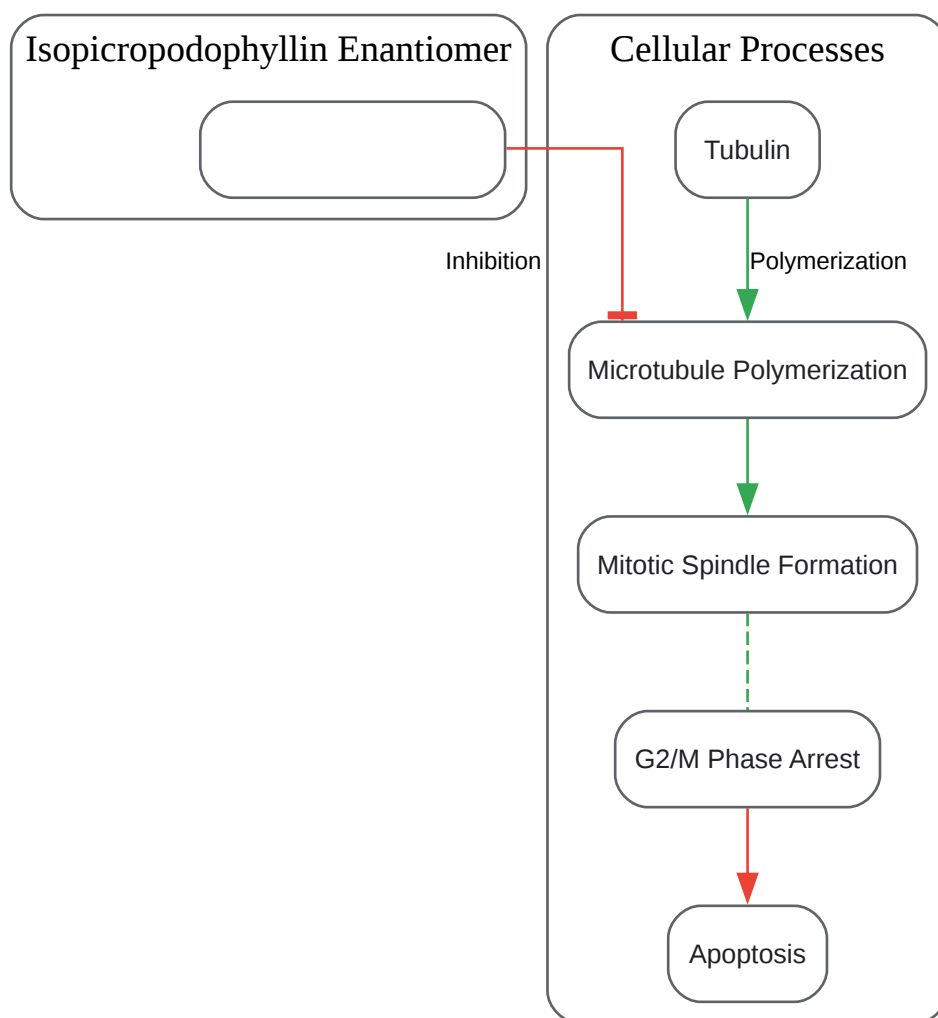 Isopicropodophyllin Enantiomer
Cellular Processes
Tubulin
Inhibition
Polymerization
Microtubule Polymerization
Mitotic Spindle Formation
G2/M Phase Arrest
Apoptosis